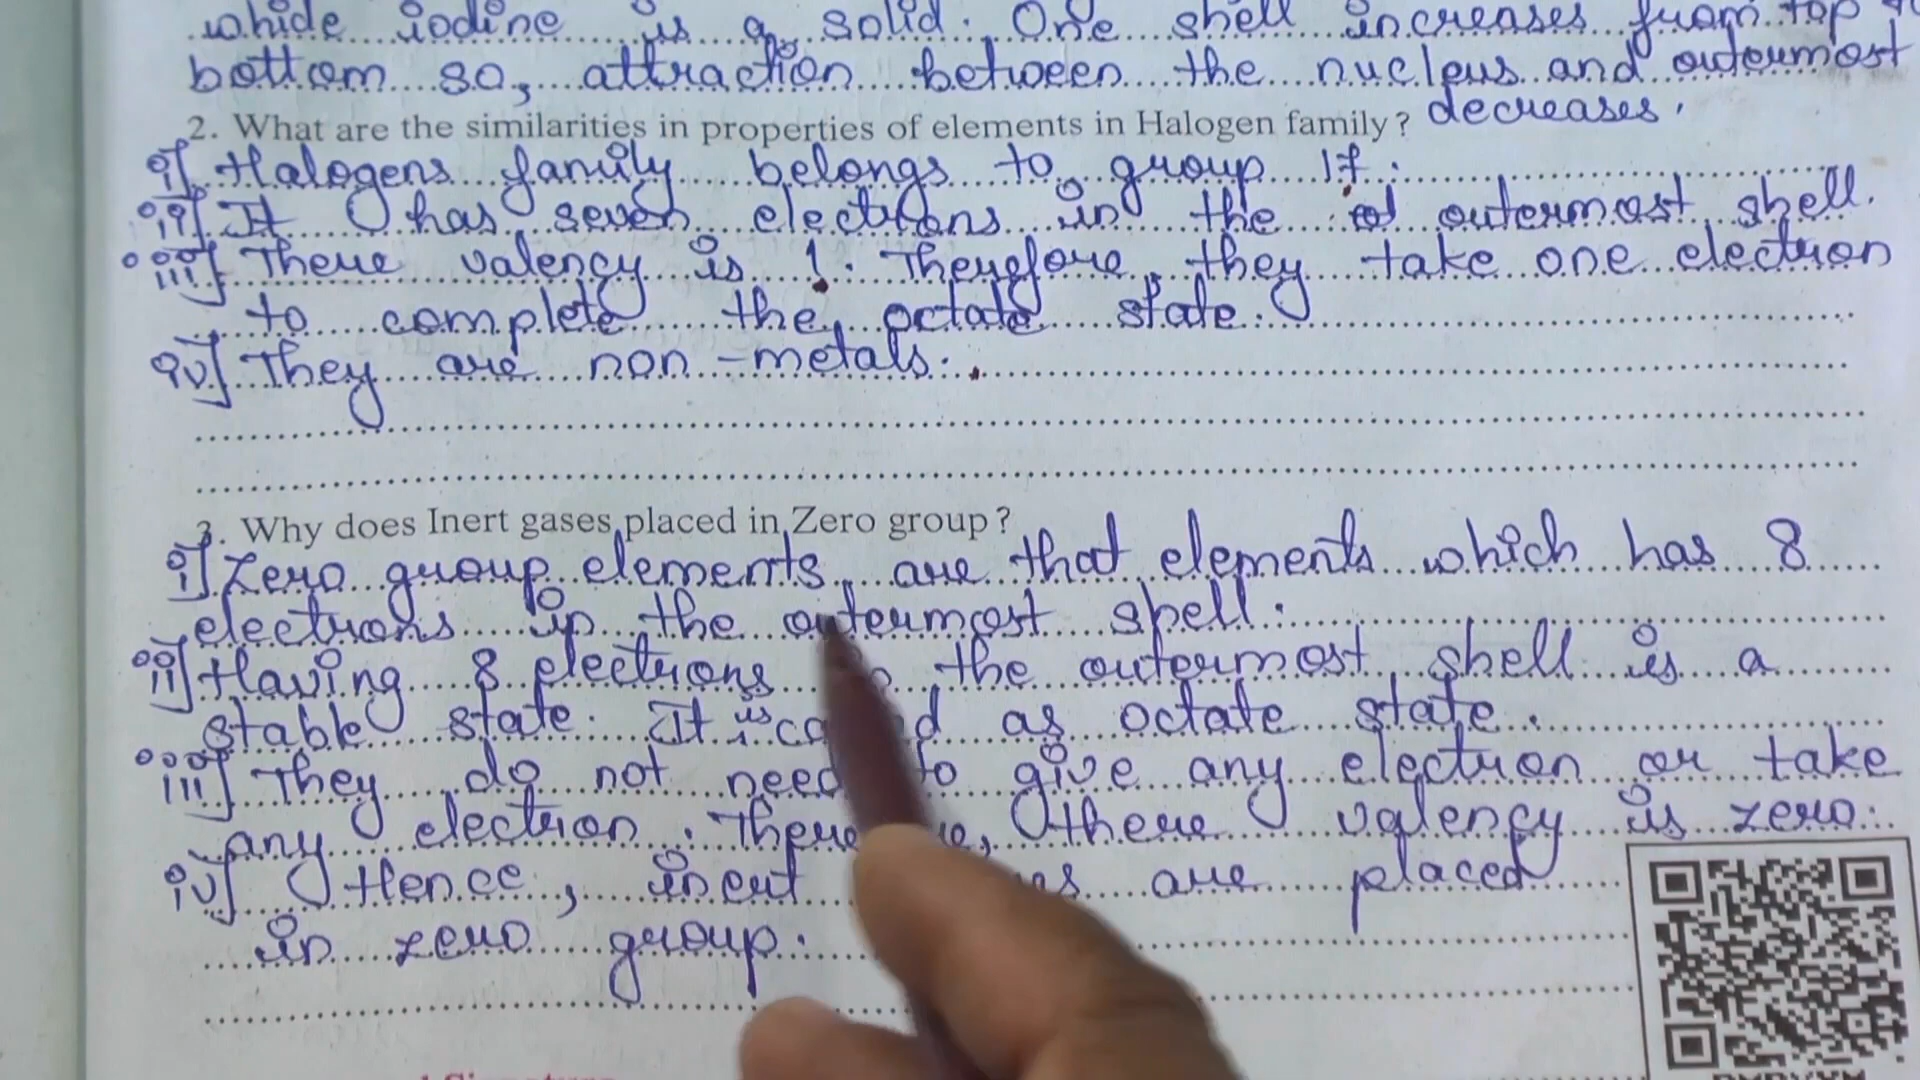 while iodine is a solid. One shell increases from top to
bottom so, attraction between the nucleus and outermost
decreases.
2. What are the similarities in properties of elements in Halogen family?
i] Halogens family belongs to group 17.
ii] It has seven electrons in the outermost shell.
iii] There valency is 1. Therefore, they take one electron
to complete the octate state.
iv] They are non-metals.
3. Why does Inert gases placed in Zero group?
i] Zero group elements are that elements which has 8
electrons in the outermost shell.
ii] Having 8 electrons the outermost shell is a
stable state. It is as octate state.
iii] They do not need to give any electron or take
any electron. there valency is zero.
iv] Hence, inert are placed
in zero group.